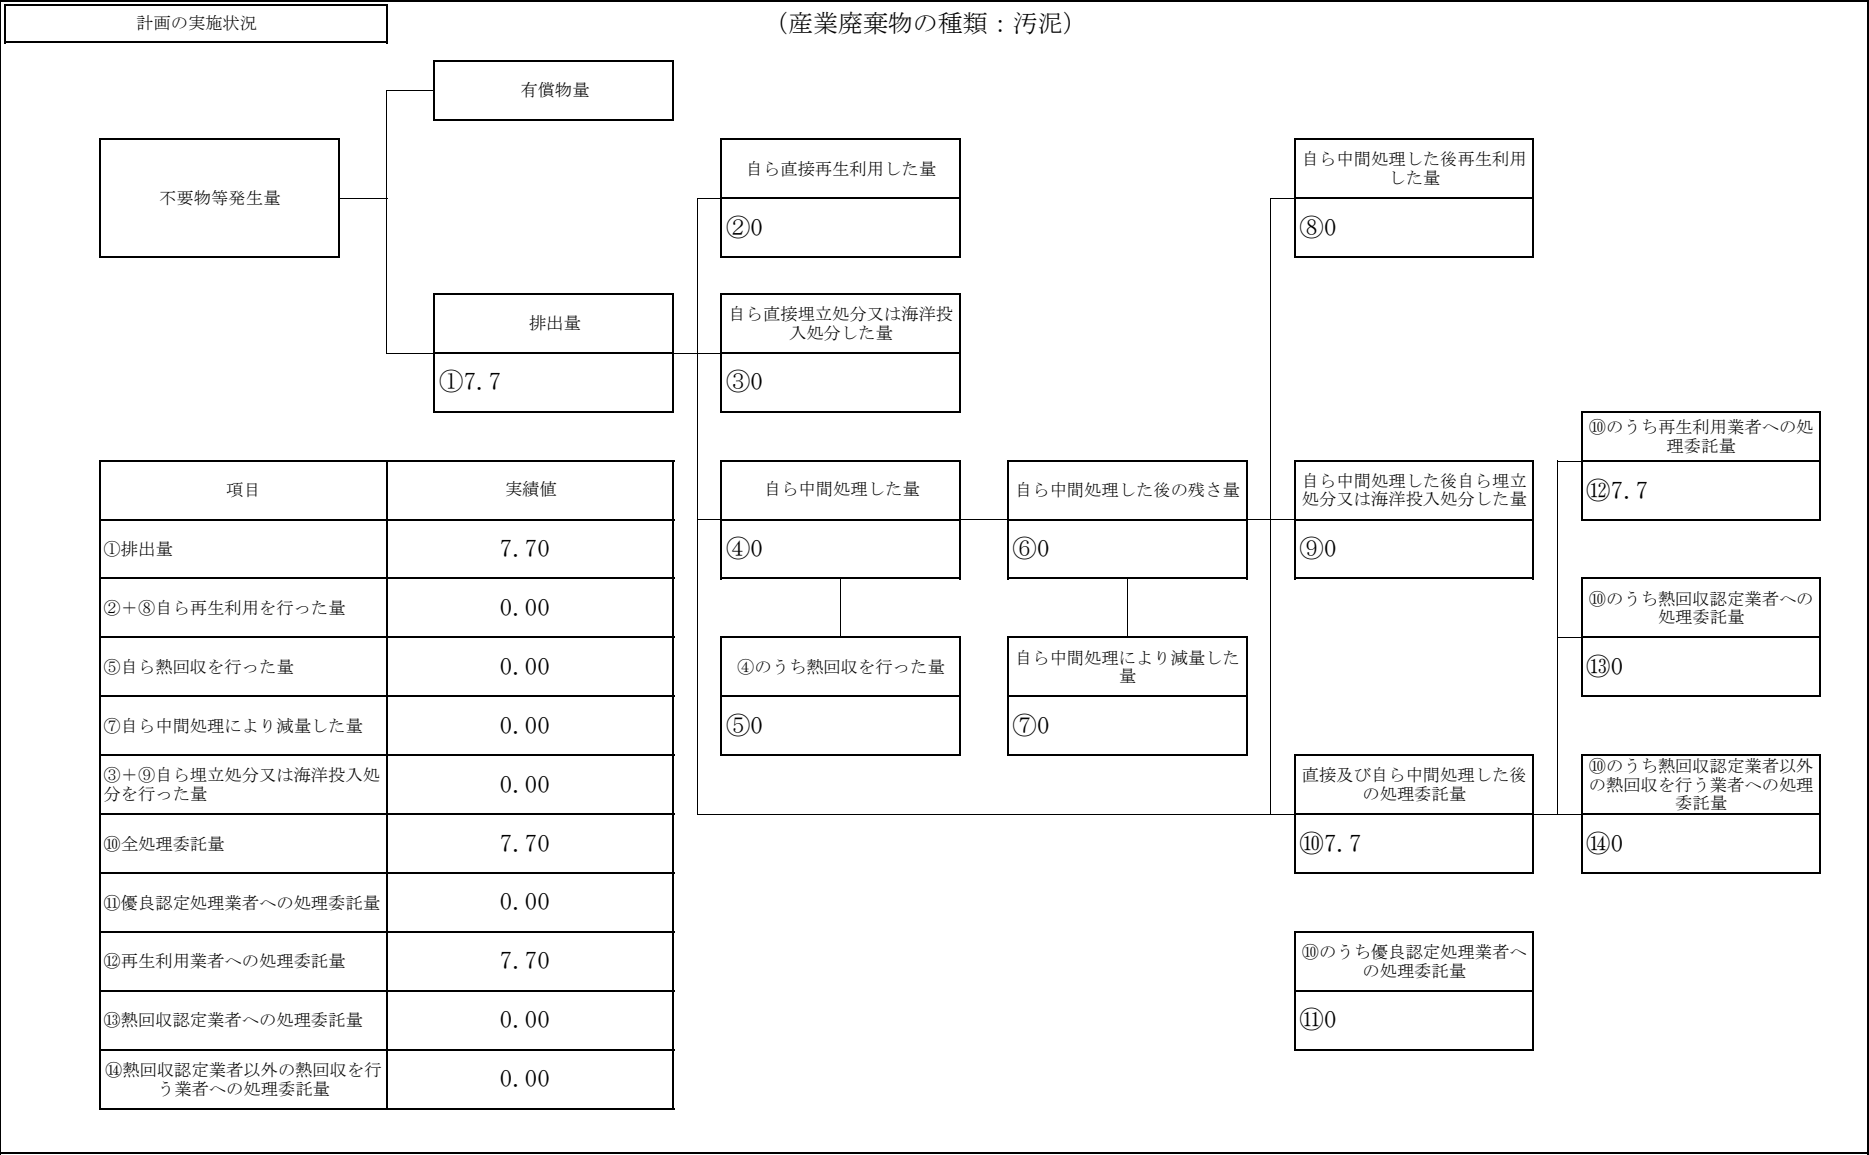 計画の実施状況
（産業廃棄物の種類：汚泥）
有償物量
不要物等発生量
自ら直接再生利用した量
②0
自ら中間処理した後再生利用
した量
⑧0
排出量
①7.7
自ら直接埋立処分又は海洋投
入処分した量
③0
項目
実績値
①排出量
7.70
②＋⑧自ら再生利用を行った量
0.00
⑤自ら熱回収を行った量
0.00
⑦自ら中間処理により減量した量
0.00
③＋⑨自ら埋立処分又は海洋投入処
分を行った量
0.00
⑩全処理委託量
7.70
⑪優良認定処理業者への処理委託量
0.00
⑫再生利用業者への処理委託量
7.70
⑬熱回収認定業者への処理委託量
0.00
⑭熱回収認定業者以外の熱回収を行
う業者への処理委託量
0.00
自ら中間処理した量
④0
自ら中間処理した後の残さ量
⑥0
自ら中間処理した後自ら埋立
処分又は海洋投入処分した量
⑨0
⑩のうち再生利用業者への処
理委託量
⑫7.7
④のうち熱回収を行った量
⑤0
自ら中間処理により減量した
量
⑦0
⑩のうち熱回収認定業者への
処理委託量
⑬0
直接及び自ら中間処理した後
の処理委託量
⑩7.7
⑩のうち熱回収認定業者以外
の熱回収を行う業者への処理
委託量
⑭0
⑩のうち優良認定処理業者へ
の処理委託量
⑪0